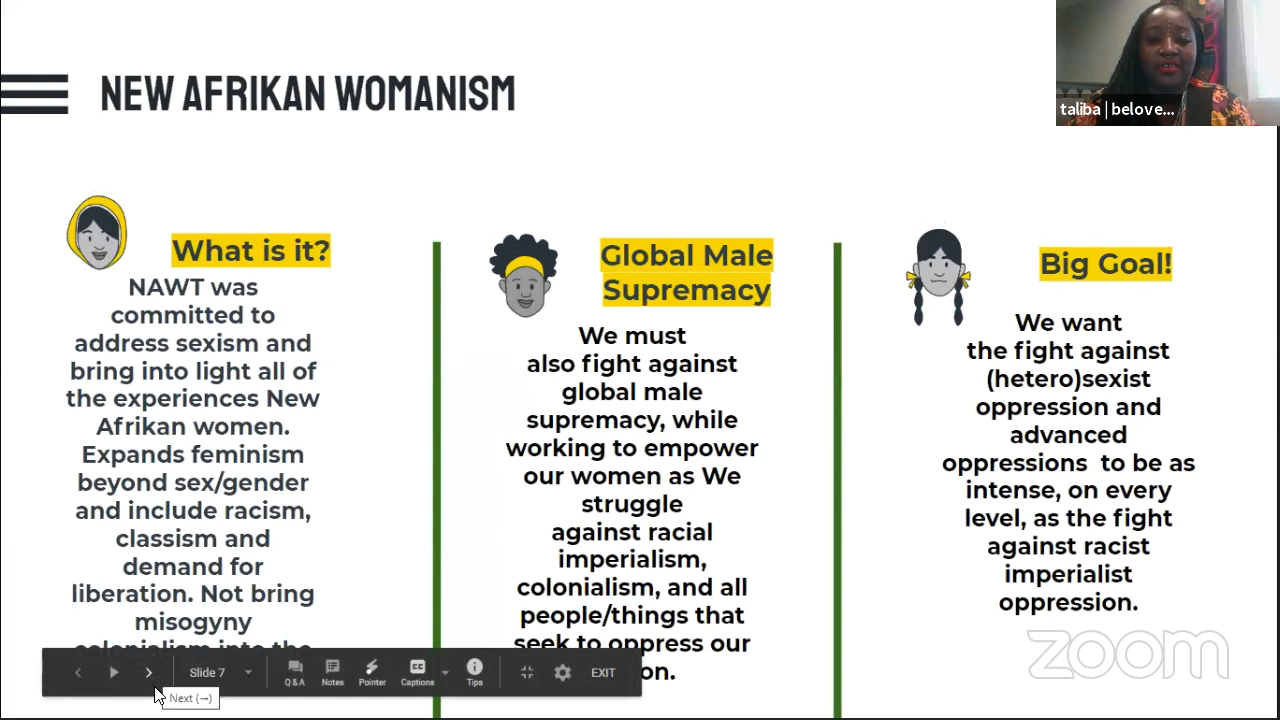 NEW AFRIKAN WOMANISM
taliba | belove...
What is it?
NAWT was
committed to
address sexism and
bring into light all of
the experiences New
Afrikan women.
Expands feminism
beyond sex/gender
and include racism,
classism and
demand for
liberation. Not bring
misogyny
colonialism into the
Global Male
Supremacy
We must
also fight against
global male
supremacy, while
working to empower
our women as We
struggle
against racial
imperialism,
colonialism, and all
people/things that
seek to oppress our
on.
Big Goal!
We want
the fight against
(hetero)sexist
oppression and
advanced
oppressions to be as
intense, on every
level, as the fight
against racist
imperialist
oppression.
zoom
Slide 7
Q & A
Notes
Pointer
Captions
Tips
EXIT
Next (→)